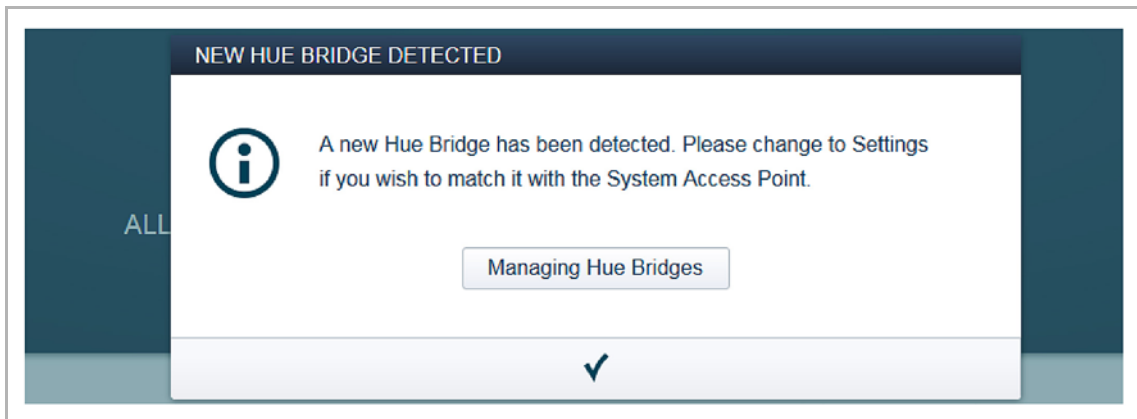 NEW HUE BRIDGE DETECTED
A new Hue Bridge has been detected. Please change to Settings
if you wish to match it with the System Access Point.
ALL
Managing Hue Bridges